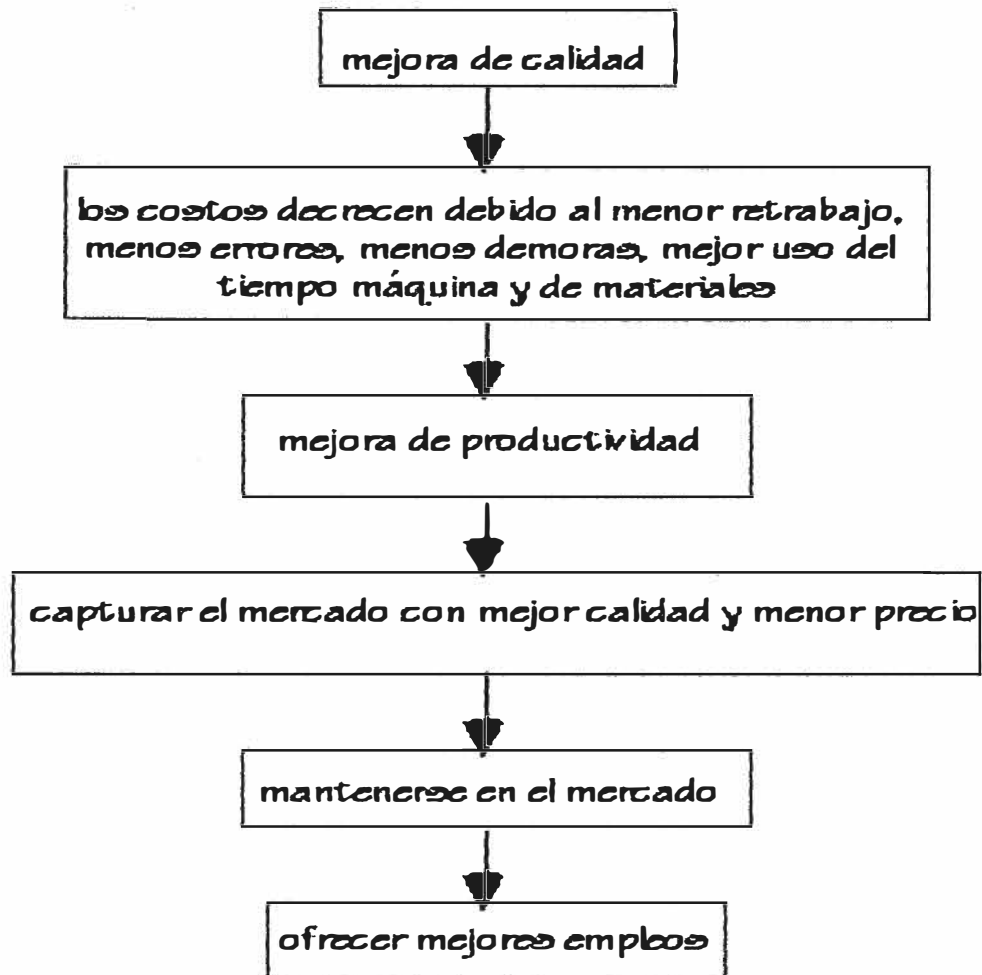 mejora de calidad
los costos decrecen debido al menor retrabajo,
menos errores, menos demoras, mejor uso del
tiempo máquina y de materiales
mejora de productividad
capturar el mercado con mejor calidad y menor precio
mantenerse en el mercado
ofrecer mejores empleos